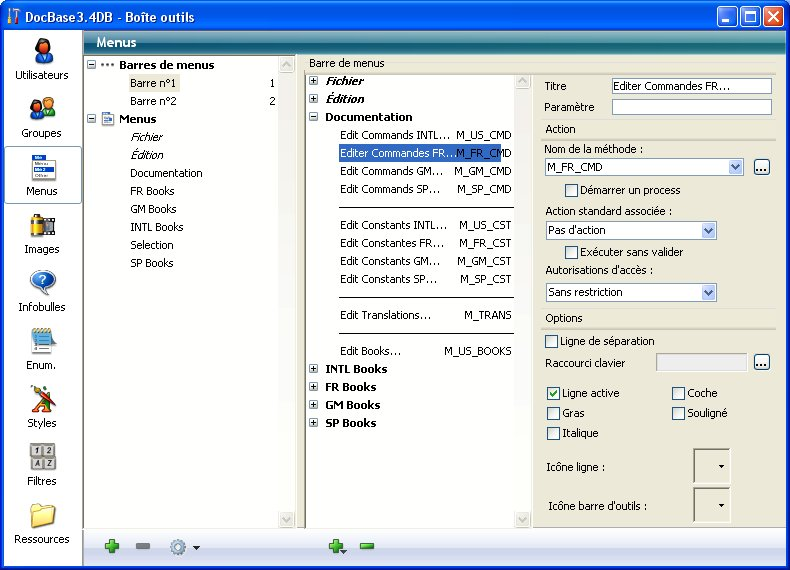 DocBase3.4DB - Boîte outils
Utilisateurs
Groupes
Menus
Images
Infobulles
Enum.
Styles
Filtres
Ressources
Menus
Barres de menus
Barre n°1 1
Barre n°2 2
Menus
Fichier
Édition
Documentation
FR Books
GM Books
INTL Books
Selection
SP Books
Barre de menus
Fichier
Édition
Documentation
Edit Commands INTL... M_US_CMD
Editer Commandes FR... M_FR_CMD
Edit Commands GM... M_GM_CMD
Edit Commands SP... M_SP_CMD
Edit Constants INTL... M_US_CST
Edit Constantes FR... M_FR_CST
Edit Constants GM... M_GM_CST
Edit Constants SP... M_SP_CST
Edit Translations... M_TRANS
Edit Books... M_US_BOOKS
INTL Books
FR Books
GM Books
SP Books
Titre Editer Commandes FR...
Paramètre
Action
Nom de la méthode :
M_FR_CMD ...
Démarrer un process
Action standard associée :
Pas d'action
Exécuter sans valider
Autorisations d'accès :
Sans restriction
Options
Ligne de séparation
Raccourci clavier ...
Ligne active Coche
Gras Souligné
Italique
Icône ligne :
Icône barre d'outils :